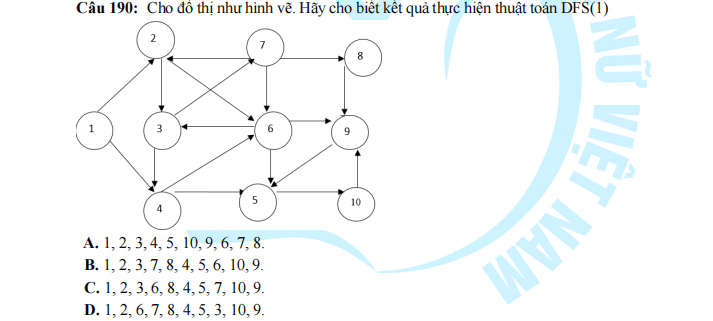 Câu 190: Cho đồ thị như hình vẽ. Hãy cho biết kết quả thực hiện thuật toán DFS(1)
2
7
8
1
3
6
9
4
5
10
A. 1, 2, 3, 4, 5, 10, 9, 6, 7, 8.
B. 1, 2, 3, 7, 8, 4, 5, 6, 10, 9.
C. 1, 2, 3, 6, 8, 4, 5, 7, 10, 9.
D. 1, 2, 6, 7, 8, 4, 5, 3, 10, 9.
NỮ VIỆT NAM